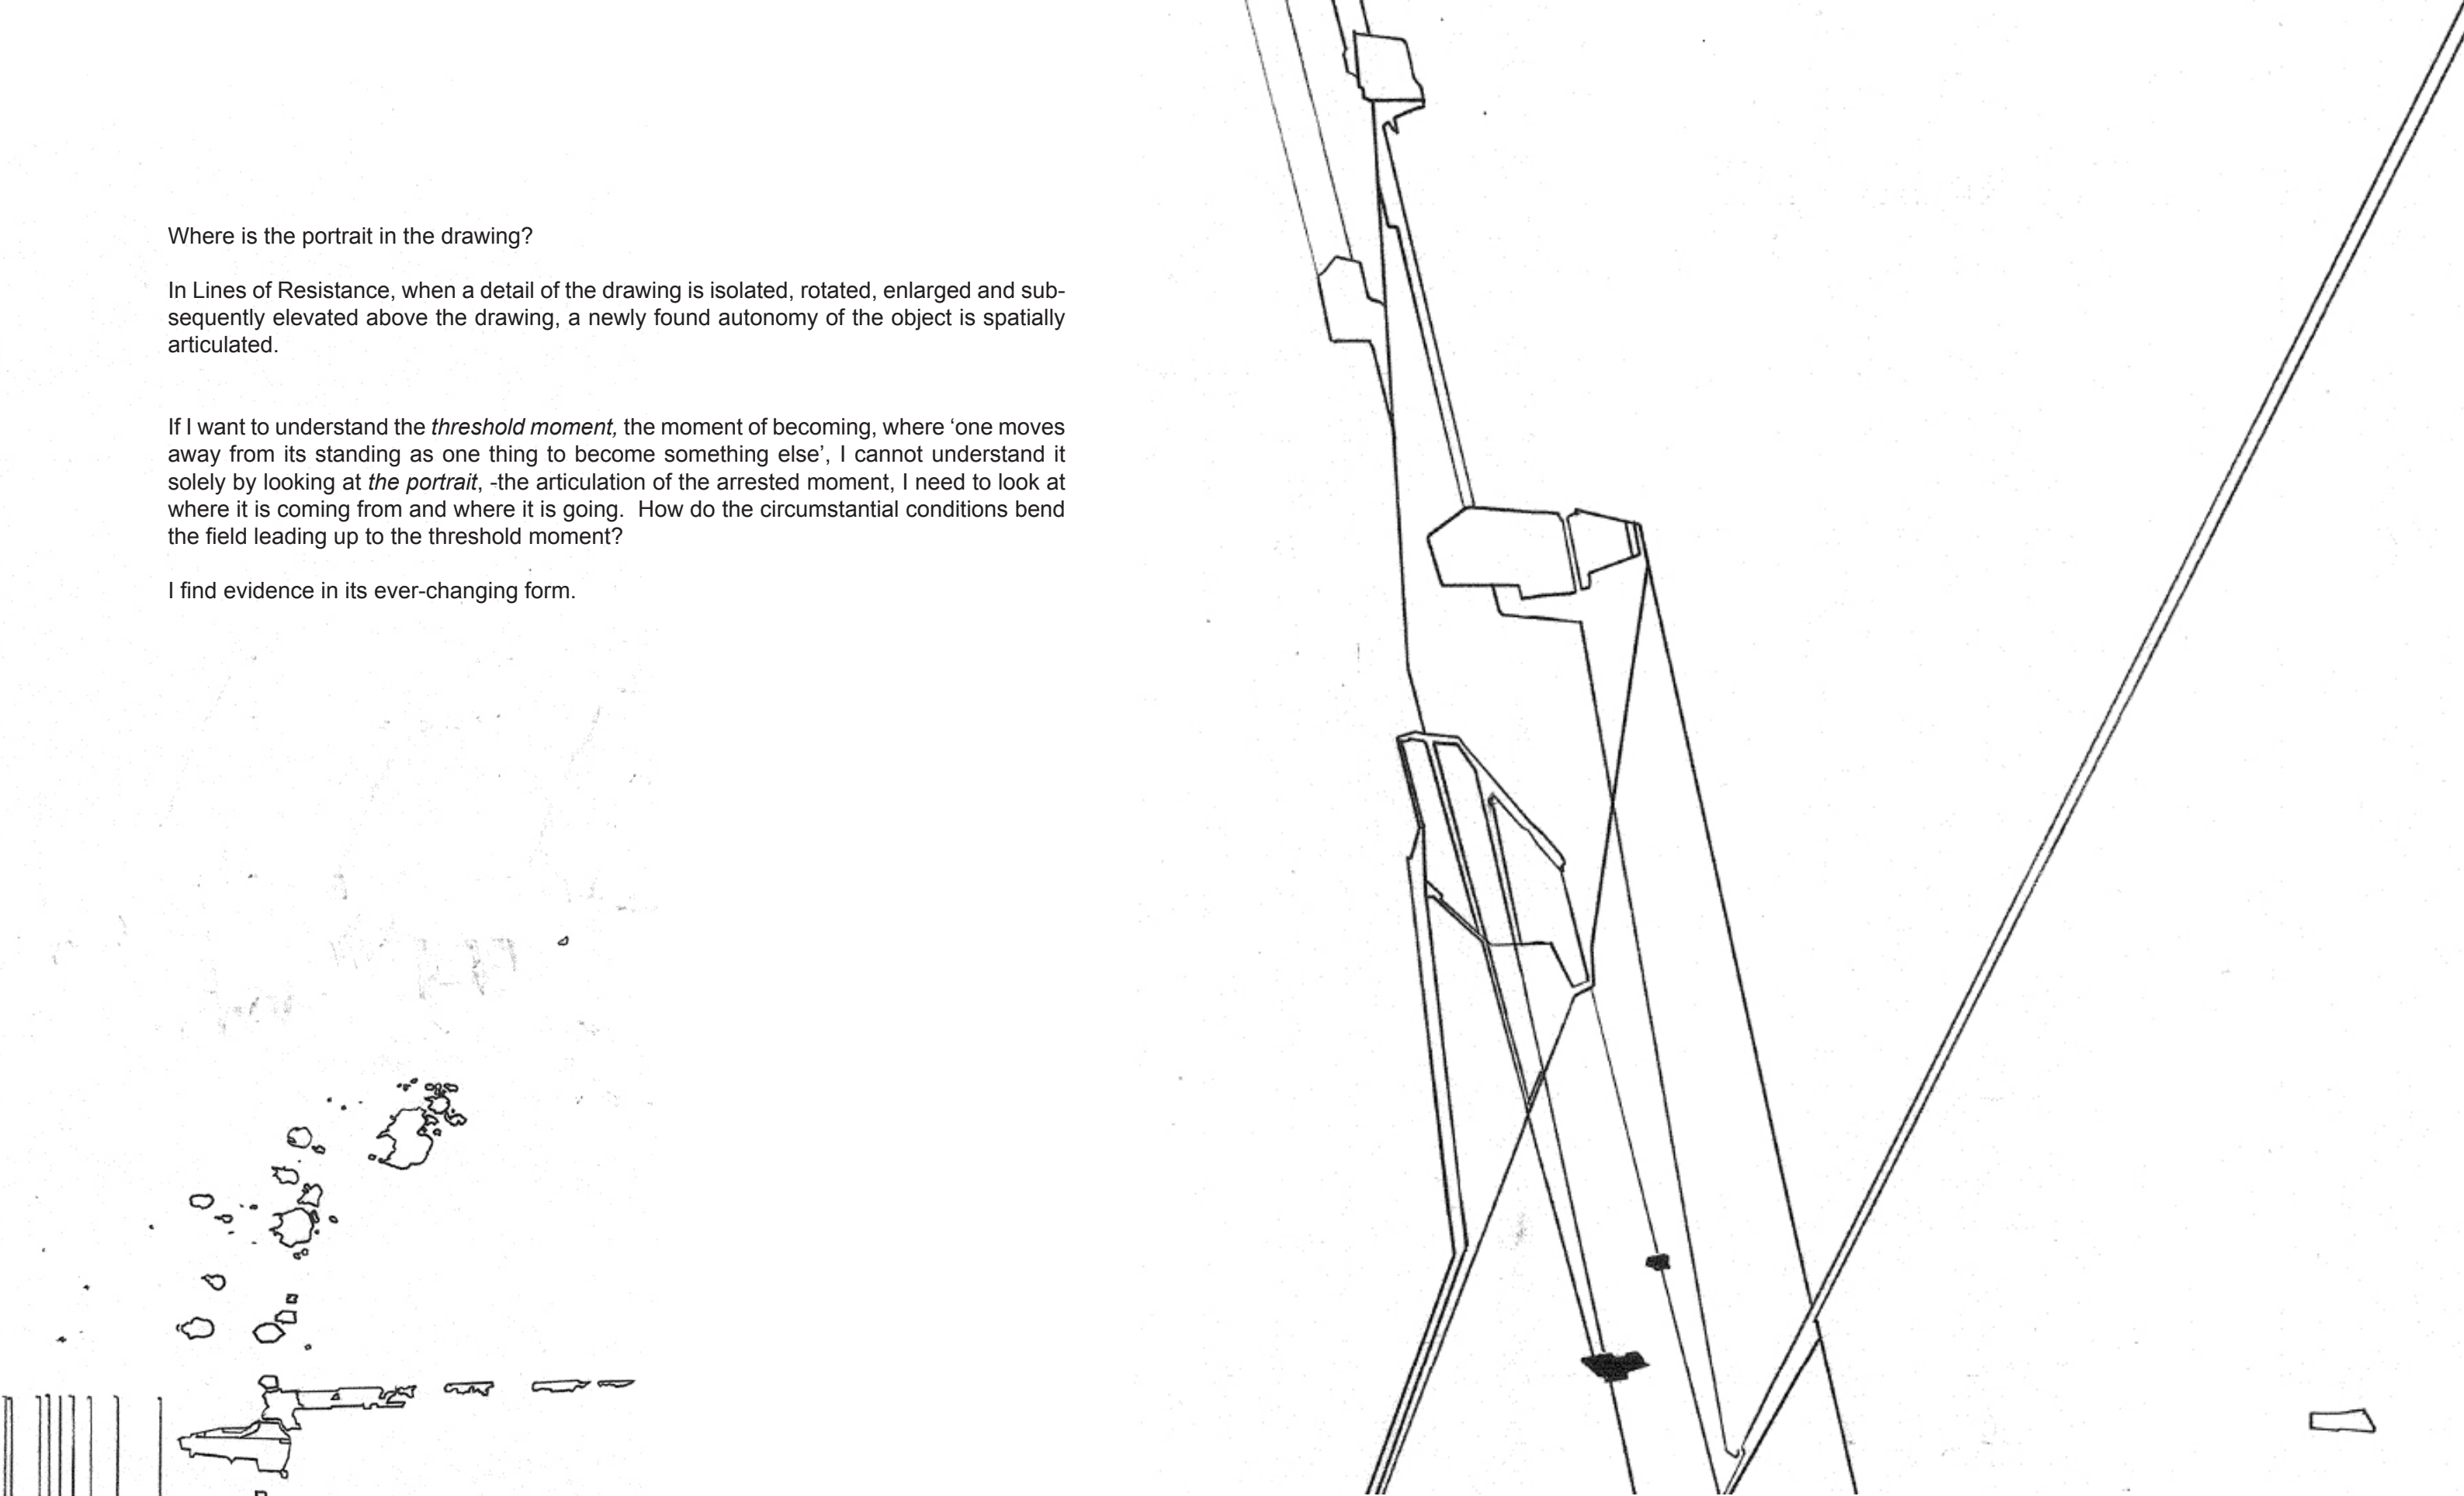 Where is the portrait in the drawing?
In Lines of Resistance, when a detail of the drawing is isolated, rotated, enlarged and sub-
sequently elevated above the drawing, a newly found autonomy of the object is spatially
articulated.
If I want to understand the threshold moment, the moment of becoming, where ‘one moves
away from its standing as one thing to become something else’, I cannot understand it
solely by looking at the portrait, -the articulation of the arrested moment, I need to look at
where it is coming from and where it is going.  How do the circumstantial conditions bend
the field leading up to the threshold moment?
I find evidence in its ever-changing form.